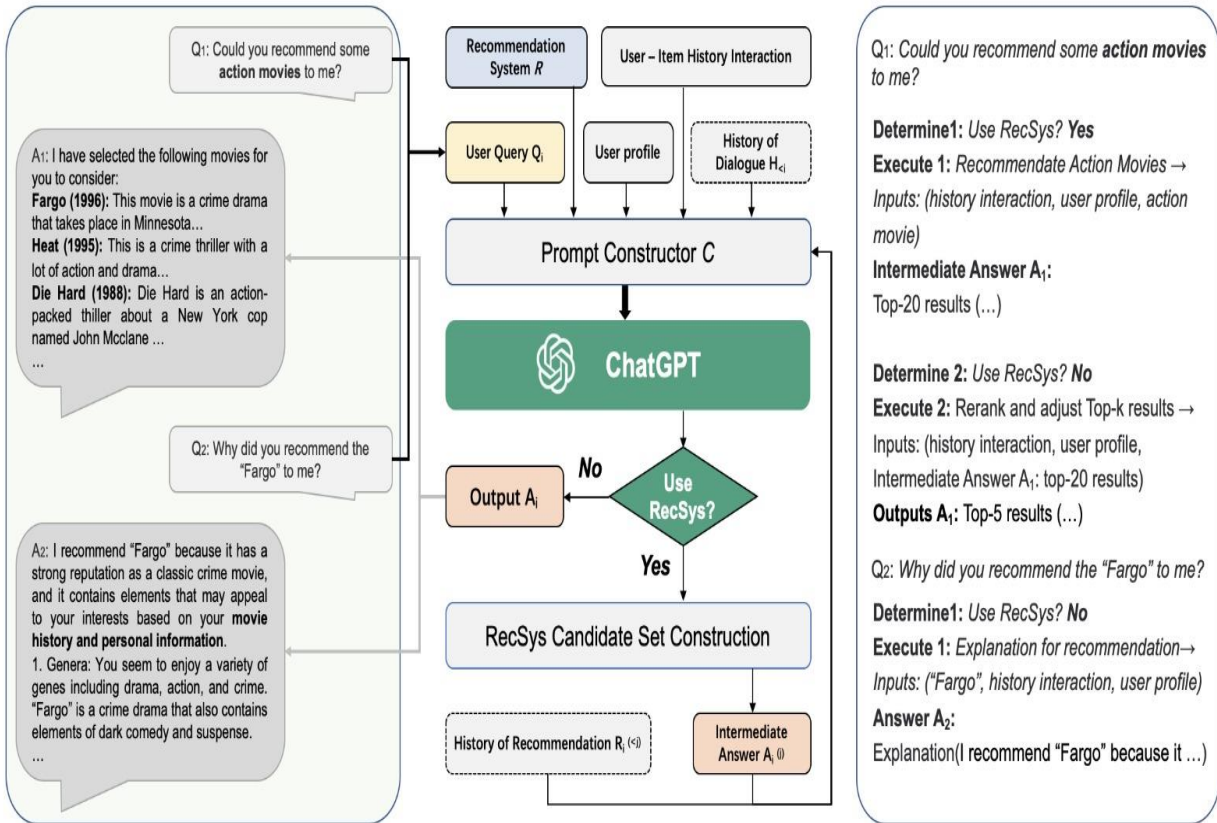 Q1: Could you recommend some
action movies to me?
A1: I have selected the following movies for
you to consider:
Fargo (1996): This movie is a crime drama
that takes place in Minnesota…
Heat (1995): This is a crime thriller with a
lot of action and drama…
Die Hard (1988): Die Hard is an action-
packed thiller about a New York cop
named John Mcclane …
…
Q2: Why did you recommend the
“Fargo” to me?
A2: I recommend “Fargo” because it has a
strong reputation as a classic crime movie,
and it contains elements that may appeal
to your interests based on your movie
history and personal information.
1. Genera: You seem to enjoy a variety of
genes including drama, action, and crime.
“Fargo” is a crime drama that also contains
elements of dark comedy and suspense.
…
Recommendation
System R
User – Item History Interaction
User Query Qi
User profile
History of
Dialogue H<i
Prompt Constructor C
ChatGPT
Use
RecSys?
No
Output Ai
Yes
RecSys Candidate Set Construction
History of Recommendation Ri (<j)
Intermediate
Answer Ai (j)
Q1: Could you recommend some action movies
to me?
Determine1: Use RecSys? Yes
Execute 1: Recommendate Action Movies →
Inputs: (history interaction, user profile, action
movie)
Intermediate Answer A1:
Top-20 results (…)
Determine 2: Use RecSys? No
Execute 2: Rerank and adjust Top-k results →
Inputs: (history interaction, user profile,
Intermediate Answer A1: top-20 results)
Outputs A1: Top-5 results (…)
Q2: Why did you recommend the “Fargo” to me?
Determine1: Use RecSys? No
Execute 1: Explanation for recommendation→
Inputs: (“Fargo”, history interaction, user profile)
Answer A2:
Explanation(I recommend “Fargo” because it …)